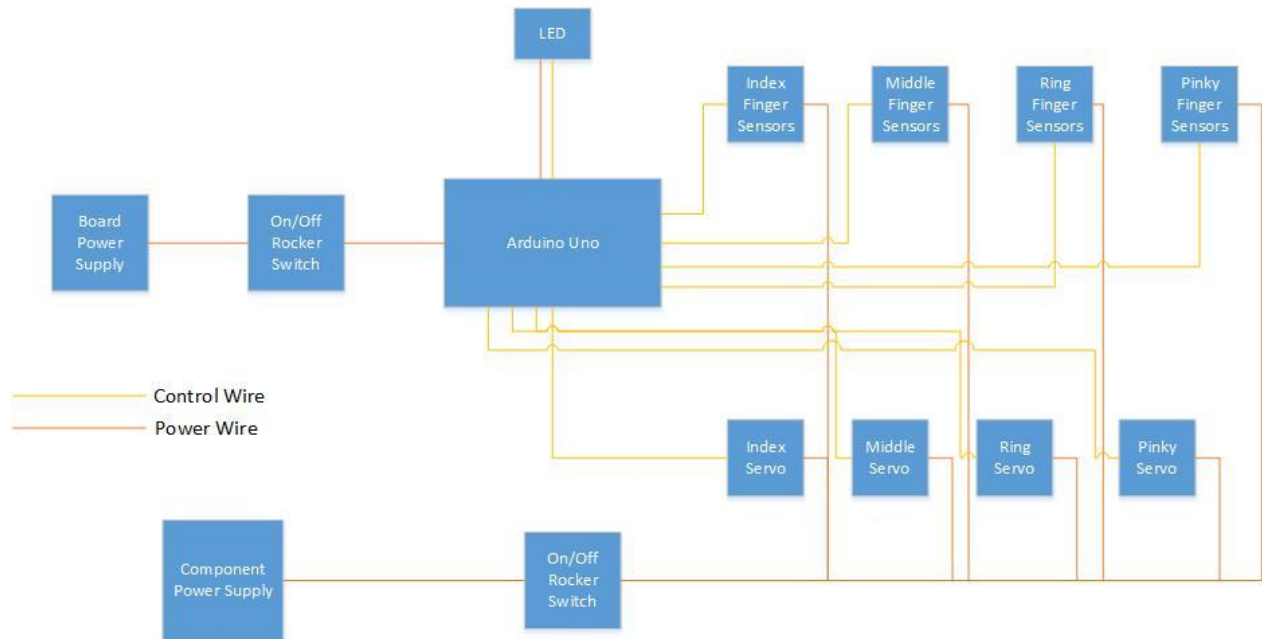 LED
Index
Finger
Sensors
Middle
Finger
Sensors
Ring
Finger
Sensors
Pinky
Finger
Sensors
Board
Power
Supply
On/Off
Rocker
Switch
Arduino Uno
Control Wire
Power Wire
Index
Servo
Middle
Servo
Ring
Servo
Pinky
Servo
Component
Power Supply
On/Off
Rocker
Switch